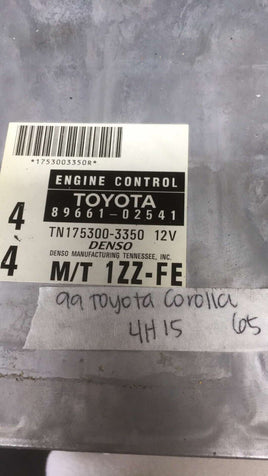 *1753003350R*
ENGINE CONTROL
TOYOTA
89661-02541
4 TN175300-3350 12V
DENSO
DENSO MANUFACTURING TENNESSEE, INC.
4 M/T 1ZZ-FE
99 Toyota Corolla
4H15 65